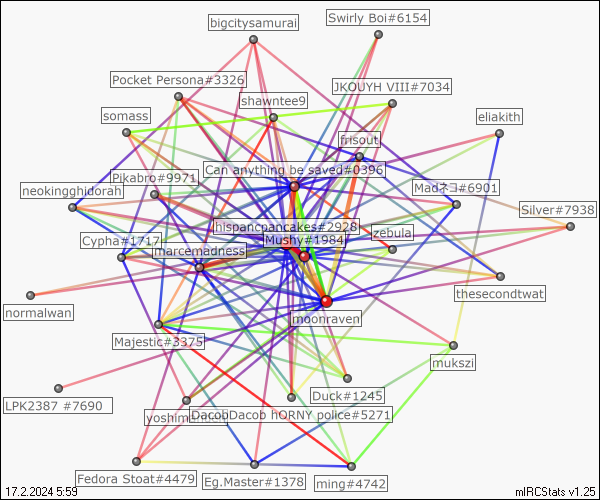 bigcitysamurai
Swirly Boi#6154
Pocket Persona#3326
JKOUYH VIII#7034
shawntee9
somass
eliakith
frisout
Can anything be saved#0396
Pikabro#9971
Madネコ#6901
neokingghidorah
Silver#7938
hispancpancakes#2928
zebula
Cypha#1717
Mushy#1984
marcemadness
thesecondtwat
normalwan
moonraven
Majestic#3375
mukszi
Duck#1245
LPK2387 #7690
DacobDacob hORNY police#5271
Fedora Stoat#4479
Eg.Master#1378
ming#4742
17.2.2024 5:59
mIRCStats v1.25